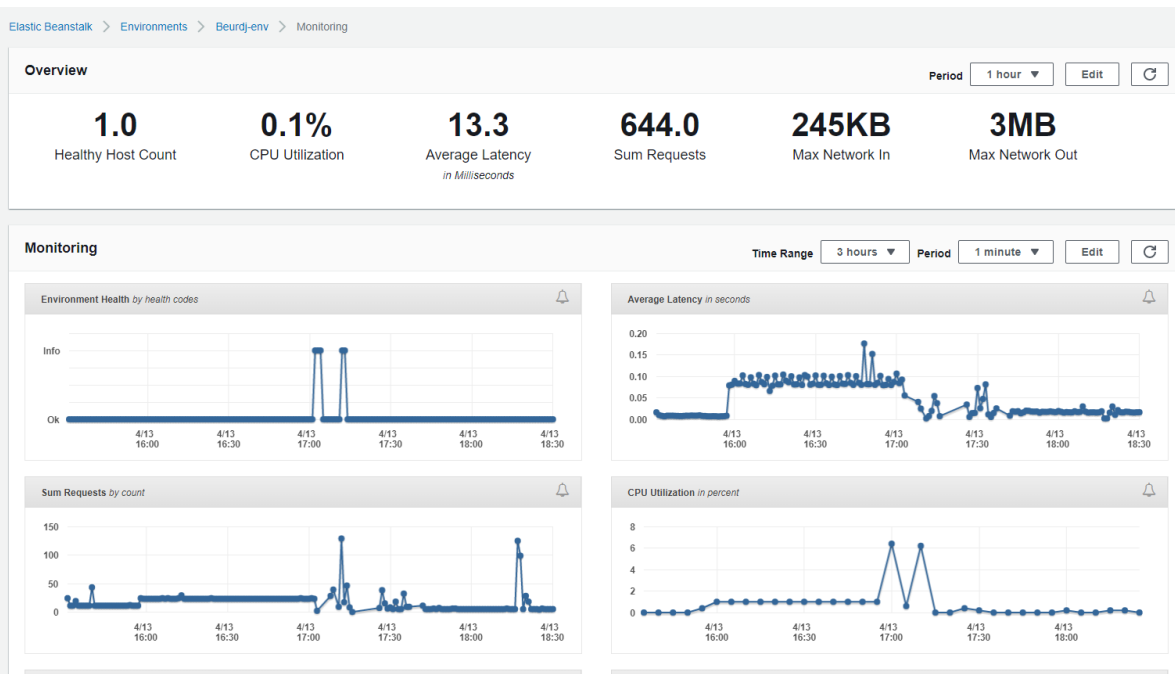 Elastic Beanstalk > Environments > Beurdj-env > Monitoring
Overview
Period 1 hour ▼ Edit
1.0 0.1% 13.3 644.0 245KB 3MB
Healthy Host Count CPU Utilization Average Latency Sum Requests Max Network In Max Network Out
in Milliseconds
Monitoring
Time Range 3 hours ▼ Period 1 minute ▼ Edit
Environment Health by health codes
Info
Ok
4/13 4/13 4/13 4/13 4/13 4/13
16:00 16:30 17:00 17:30 18:00 18:30
Average Latency in seconds
0.20
0.15
0.10
0.05
0.00
4/13 4/13 4/13 4/13 4/13 4/13
16:00 16:30 17:00 17:30 18:00 18:30
Sum Requests by count
150
100
50
0
4/13 4/13 4/13 4/13 4/13 4/13
16:00 16:30 17:00 17:30 18:00 18:30
CPU Utilization in percent
8
6
4
2
0
4/13 4/13 4/13 4/13 4/13
16:00 16:30 17:00 17:30 18:00